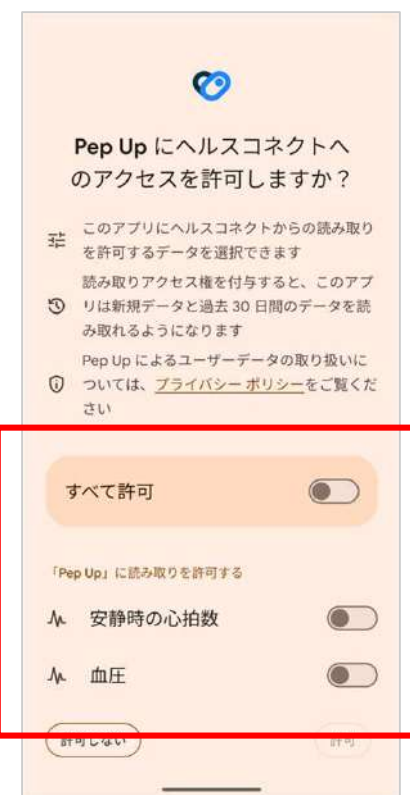 Pep Up にヘルスコネクトへ
のアクセスを許可しますか？
このアプリにヘルスコネクトからの読み取り
を許可するデータを選択できます
読み取りアクセス権を付与すると、このアプ
リは新規データと過去 30 日間のデータを読
み取れるようになります
Pep Up によるユーザーデータの取り扱いに
ついては、プライバシー ポリシーをご覧くだ
さい
すべて許可
「Pep Up」に読み取りを許可する
安静時の心拍数
血圧
許可しない
許可